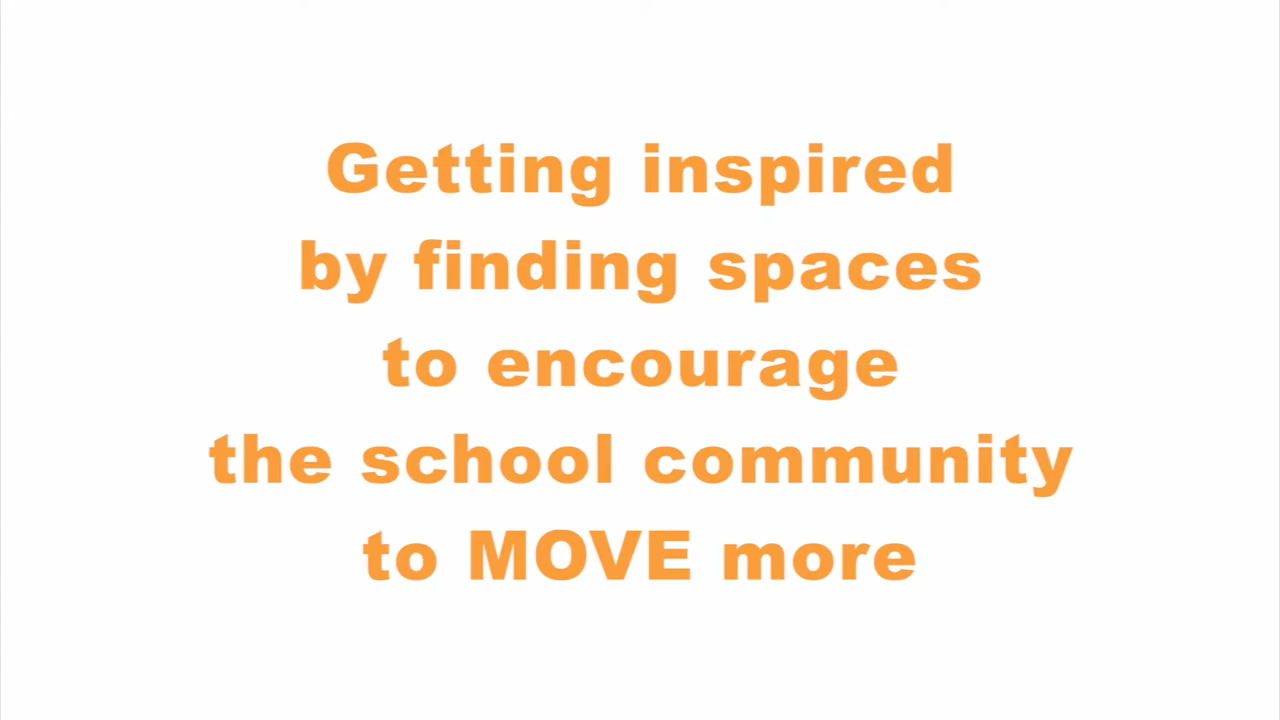 Getting inspired
by finding spaces
to encourage
the school community
to MOVE more